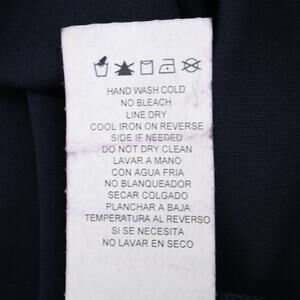 HAND WASH COLD
NO BLEACH
LINE DRY
COOL IRON ON REVERSE
SIDE IF NEEDED
DO NOT DRY CLEAN
LAVAR A MANO
CON AGUA FRIA
NO BLANQUEADOR
SECAR COLGADO
PLANCHAR A BAJA
TEMPERATURA AL REVERSO
SI SE NECESITA
NO LAVAR EN SECO